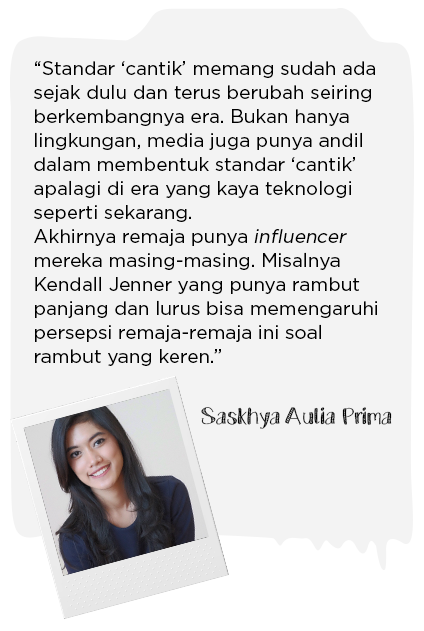 “Standar ‘cantik’ memang sudah ada
sejak dulu dan terus berubah seiring
berkembangnya era. Bukan hanya
lingkungan, media juga punya andil
dalam membentuk standar ‘cantik’
apalagi di era yang kaya teknologi
seperti sekarang.
Akhirnya remaja punya influencer
mereka masing-masing. Misalnya
Kendall Jenner yang punya rambut
panjang dan lurus bisa memengaruhi
persepsi remaja-remaja ini soal
rambut yang keren.”
Saskhya Aulia Prima